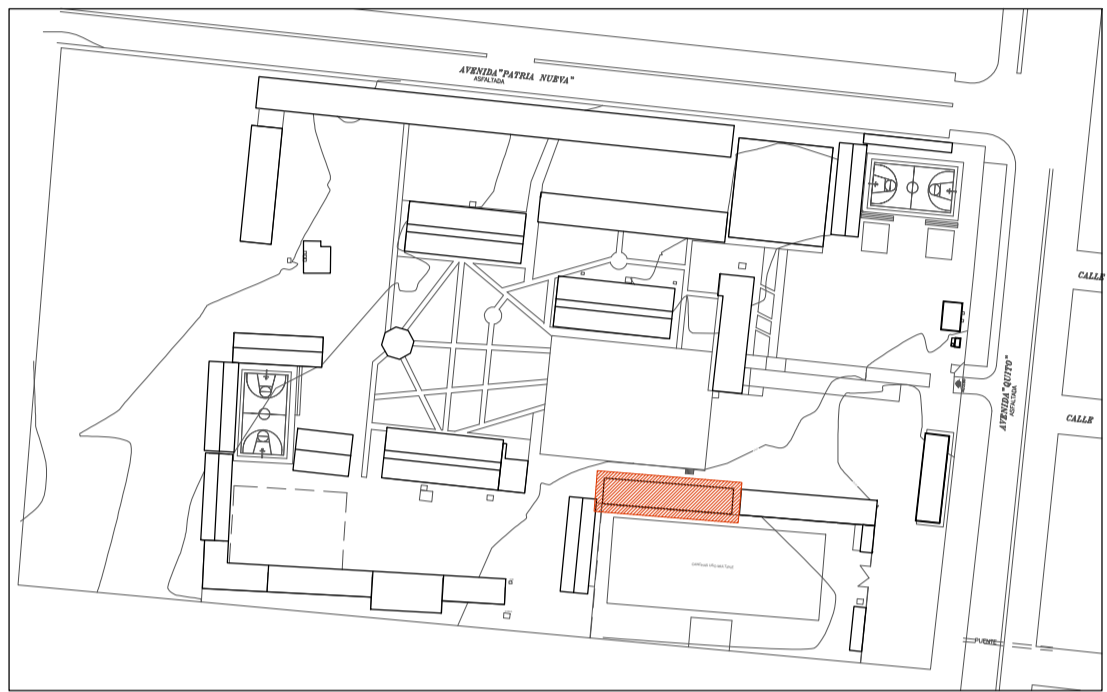 AVENIDA"PATRIA NUEVA"
ASFALTADA
CALLE
AVENIDA"QUITO"
ASFALTADA
CALLE
PUENTE